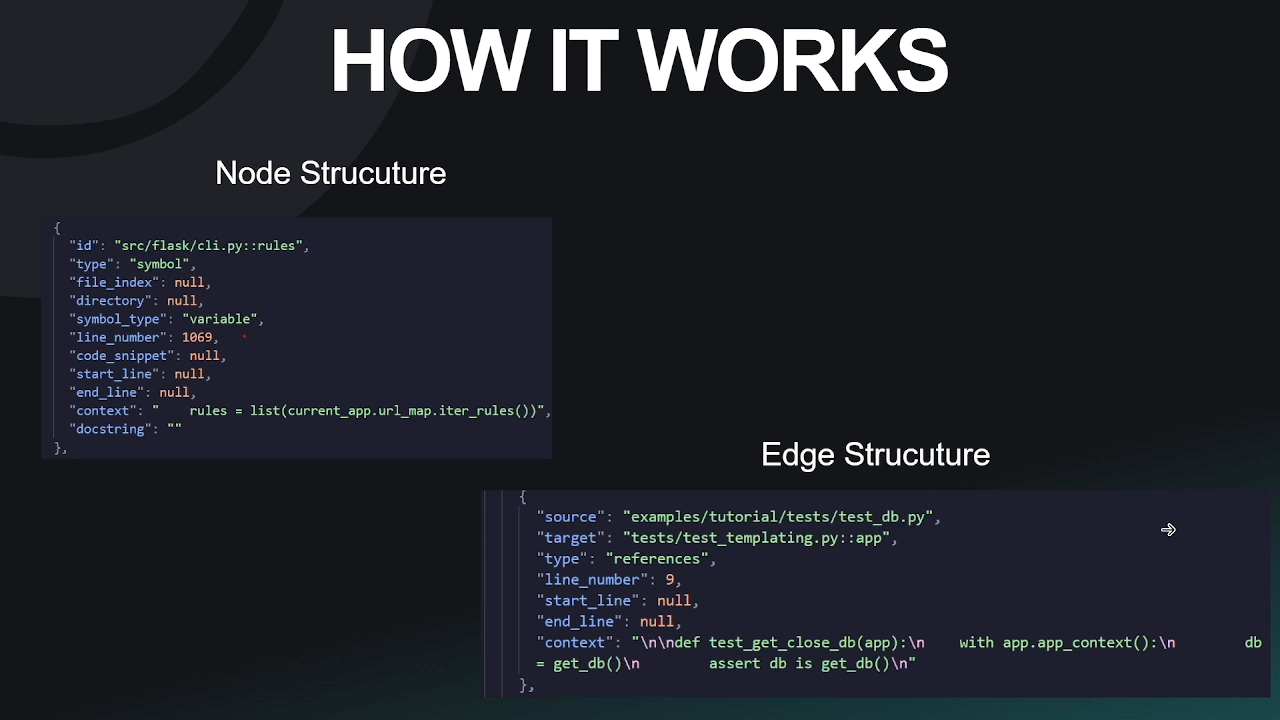 HOW IT WORKS
Node Strucuture
{
"id": "src/flask/cli.py::rules",
"type": "symbol",
"file_index": null,
"directory": null,
"symbol_type": "variable",
"line_number": 1069,
"code_snippet": null,
"start_line": null,
"end_line": null,
"context": "    rules = list(current_app.url_map.iter_rules())",
"docstring": ""
},
Edge Strucuture
{
"source": "examples/tutorial/tests/test_db.py",
"target": "tests/test_templating.py::app",
"type": "references",
"line_number": 9,
"start_line": null,
"end_line": null,
"context": "\n\ndef test_get_close_db(app):\n    with app.app_context():\n        db
= get_db()\n        assert db is get_db()\n"
},